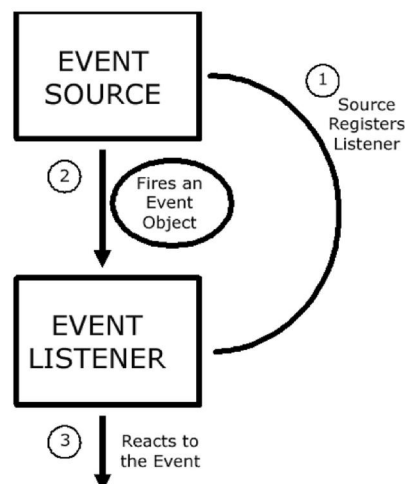 EVENT
SOURCE
1
Source
Registers
Listener
2
Fires an
Event
Object
EVENT
LISTENER
3
Reacts to
the Event